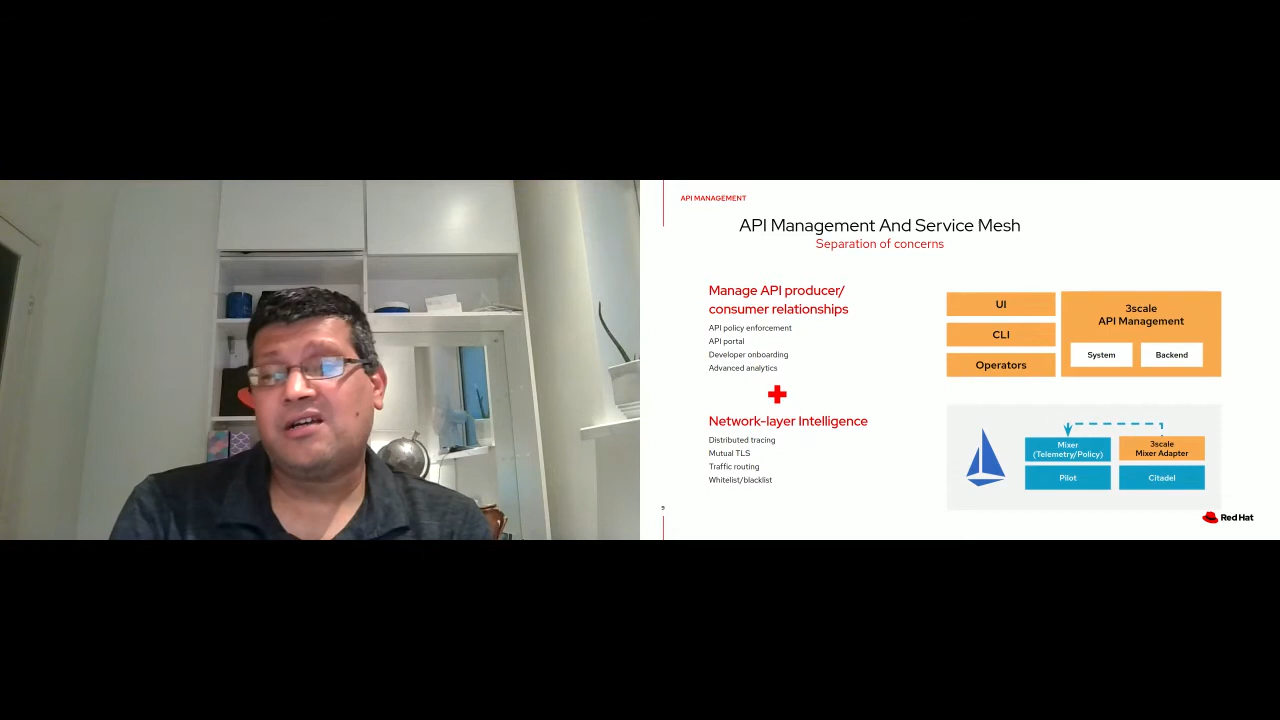 API MANAGEMENT
API Management And Service Mesh
Separation of concerns
Manage API producer/
consumer relationships
API policy enforcement
API portal
Developer onboarding
Advanced analytics
Network-layer Intelligence
Distributed tracing
Mutual TLS
Traffic routing
Whitelist/blacklist
UI
CLI
Operators
3scale
API Management
System
Backend
Mixer
(Telemetry/Policy)
3scale
Mixer Adapter
Pilot
Citadel
9
Red Hat